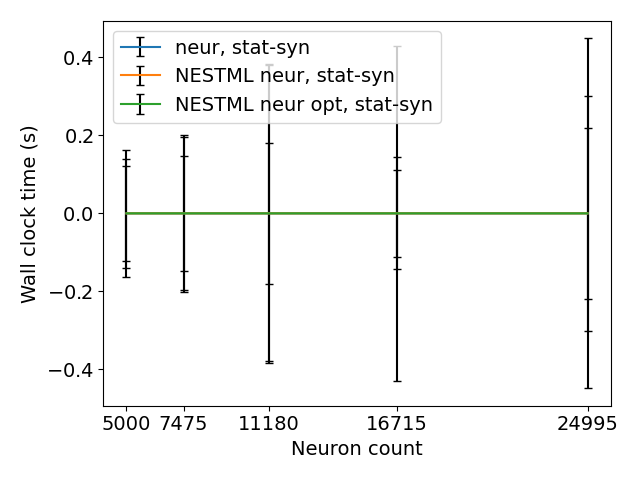 neur, stat-syn
NESTML neur, stat-syn
NESTML neur opt, stat-syn
Wall clock time (s)
0.4
0.2
0.0
−0.2
−0.4
5000 7475 11180 16715 24995
Neuron count